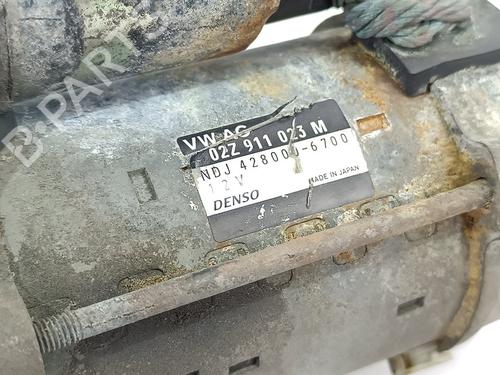 VW AG
02Z 911 023 M
NDJ 428000-6700
12V
MADE IN JAPAN
DENSO
B-PARTS